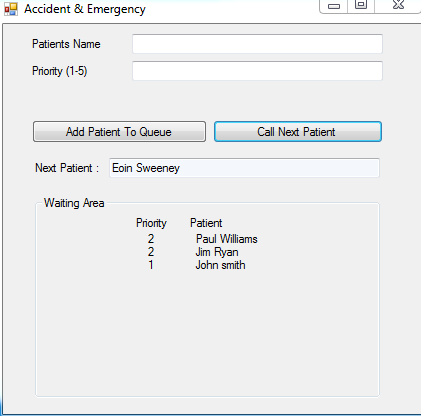 Accident & Emergency
Patients Name
Priority (1-5)
Add Patient To Queue Call Next Patient
Next Patient : Eoin Sweeney
Waiting Area
Priority Patient
2 Paul Williams
2 Jim Ryan
1 John smith